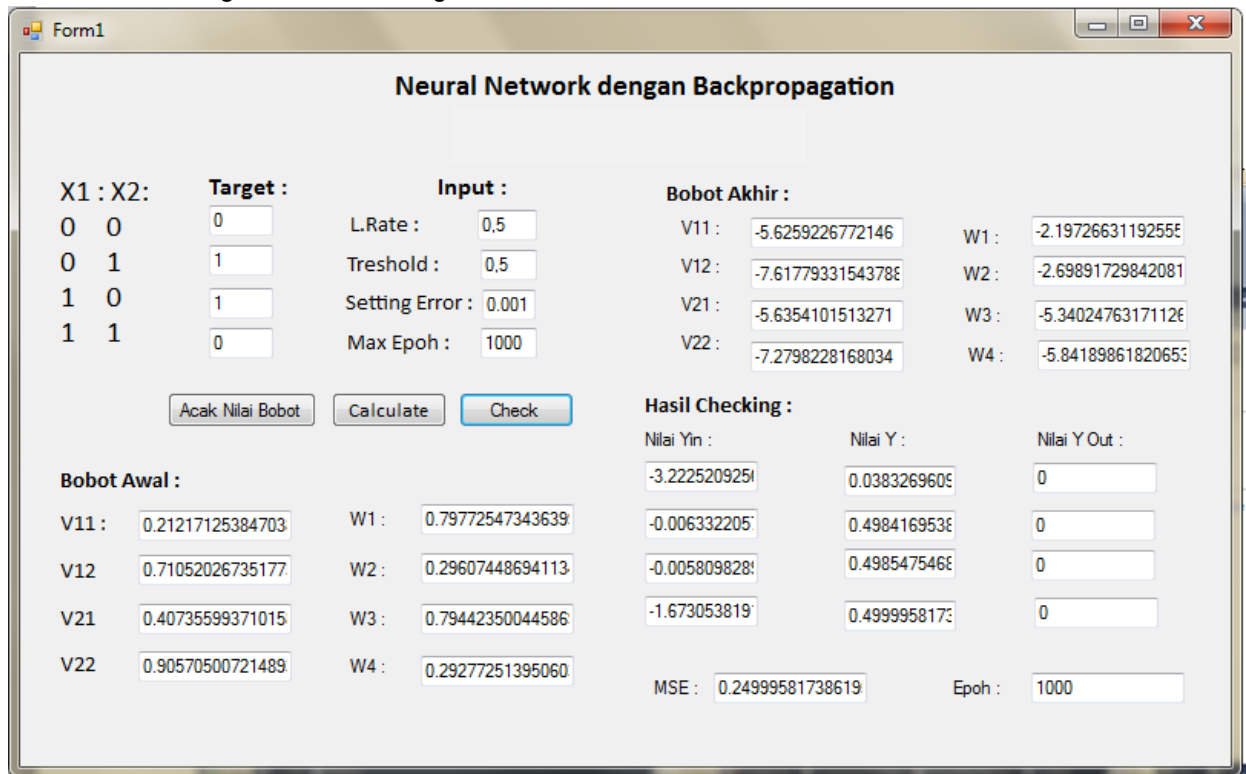 Form1
Neural Network dengan Backpropagation
X1 : X2:
0 0
0 1
1 0
1 1
Target :
0
1
1
0
Input :
L.Rate : 0,5
Treshold : 0,5
Setting Error : 0.001
Max Epoh : 1000
Acak Nilai Bobot Calculate Check
Bobot Awal :
V11 : 0.21217125384703 W1 : 0.79772547343639
V12 0.71052026735177 W2 : 0.29607448694113
V21 0.40735599371015 W3 : 0.79442350044586
V22 0.90570500721489 W4 : 0.29277251395060
Bobot Akhir :
V11 : -5.6259226772146 W1 : -2.19726631192555
V12 : -7.61779331543788 W2 : -2.69891729842081
V21 : -5.6354101513271 W3 : -5.34024763171126
V22 : -7.2798228168034 W4 : -5.84189861820653
Hasil Checking :
Nilai Yin : Nilai Y : Nilai Y Out :
-3.222520925 0.038326960 0
-0.006332205 0.498416953 0
-0.005809828 0.498547546 0
-1.673053819 0.499995817 0
MSE : 0.24999581738619 Epoh : 1000